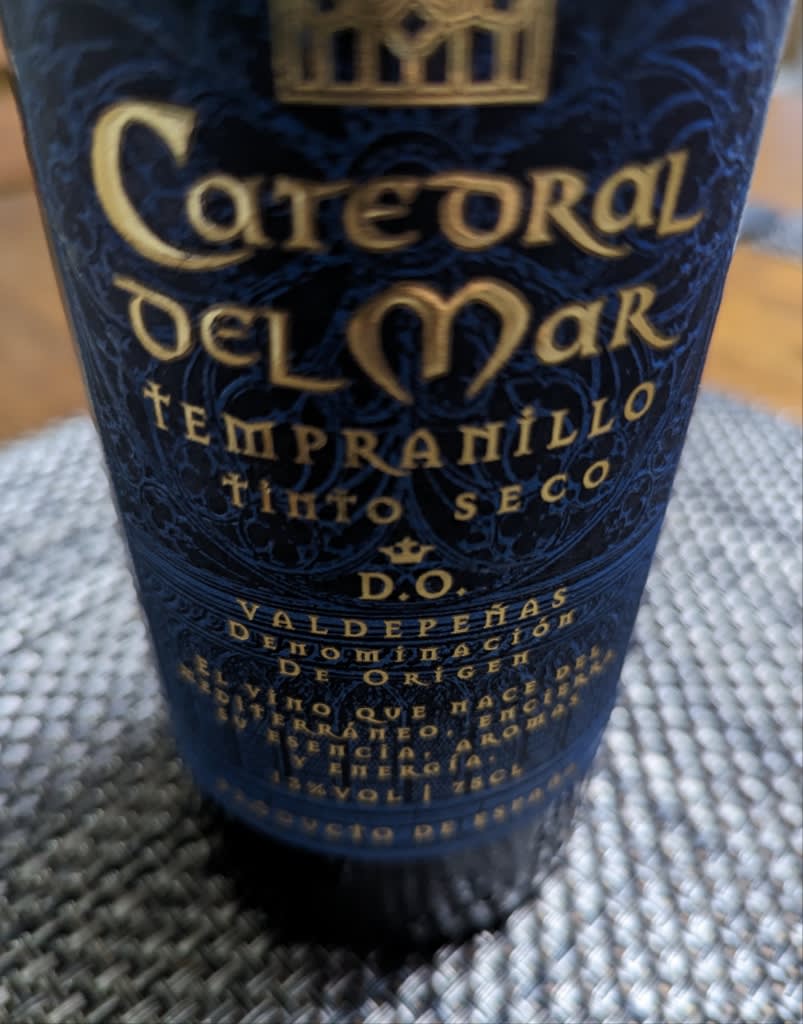 CATEDRAL
DEL MAR
TEMPRANILLO
TINTO SECO
D.O.
VALDEPEÑAS
DENOMINACIÓN
DE ORIGEN
EL VINO QUE NACE DEL
MEDITERRÁNEO, ENCIERRA
SU ESENCIA, AROMAS
Y ENERGÍA.
13%VOL | 75CL
PRODUCTO DE ESPAÑA